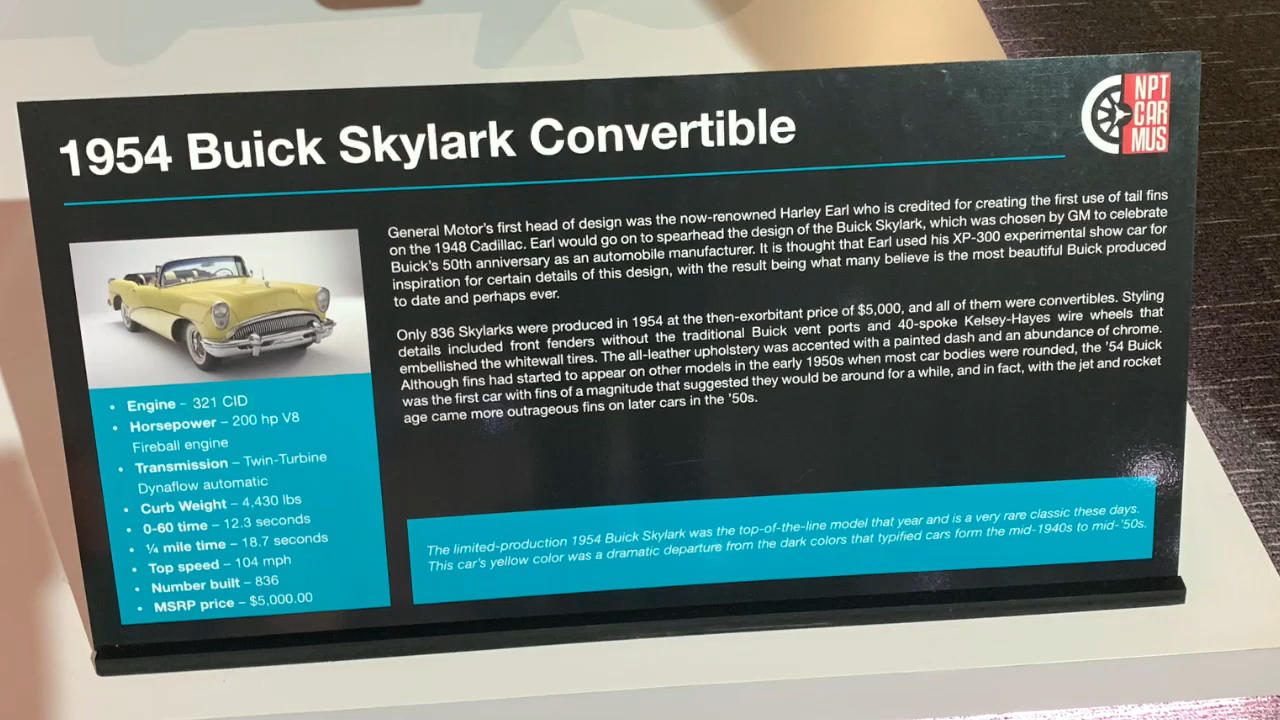 1954 Buick Skylark Convertible
NPT
CAR
MUS
General Motor's first head of design was the now-renowned Harley Earl who is credited for creating the first use of tail fins
on the 1948 Cadillac. Earl would go on to spearhead the design of the Buick Skylark, which was chosen by GM to celebrate
Buick's 50th anniversary as an automobile manufacturer. It is thought that Earl used his XP-300 experimental show car for
inspiration for certain details of this design, with the result being what many believe is the most beautiful Buick produced
to date and perhaps ever.
Only 836 Skylarks were produced in 1954 at the then-exorbitant price of $5,000, and all of them were convertibles. Styling
details included front fenders without the traditional Buick vent ports and 40-spoke Kelsey-Hayes wire wheels that
embellished the whitewall tires. The all-leather upholstery was accented with a painted dash and an abundance of chrome.
Although fins had started to appear on other models in the early 1950s when most car bodies were rounded, the '54 Buick
was the first car with fins of a magnitude that suggested they would be around for a while, and in fact, with the jet and rocket
age came more outrageous fins on later cars in the '50s.
• Engine – 321 CID
• Horsepower – 200 hp V8
Fireball engine
• Transmission – Twin-Turbine
Dynaflow automatic
• Curb Weight – 4,430 lbs
• 0-60 time – 12.3 seconds
• ¼ mile time – 18.7 seconds
• Top speed – 104 mph
• Number built – 836
• MSRP price – $5,000.00
The limited-production 1954 Buick Skylark was the top-of-the-line model that year and is a very rare classic these days.
This car's yellow color was a dramatic departure from the dark colors that typified cars form the mid-1940s to mid-'50s.